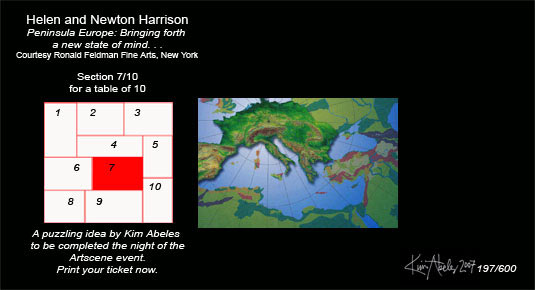 Helen and Newton Harrison
Peninsula Europe: Bringing forth
a new state of mind. . .
Courtesy Ronald Feldman Fine Arts, New York
Section 7/10
for a table of 10
1
2
3
4
5
6
7
8
9
10
A puzzling idea by Kim Abeles
to be completed the night of the
Artscene event.
Print your ticket now.
Kim Abeles 2007 197/600